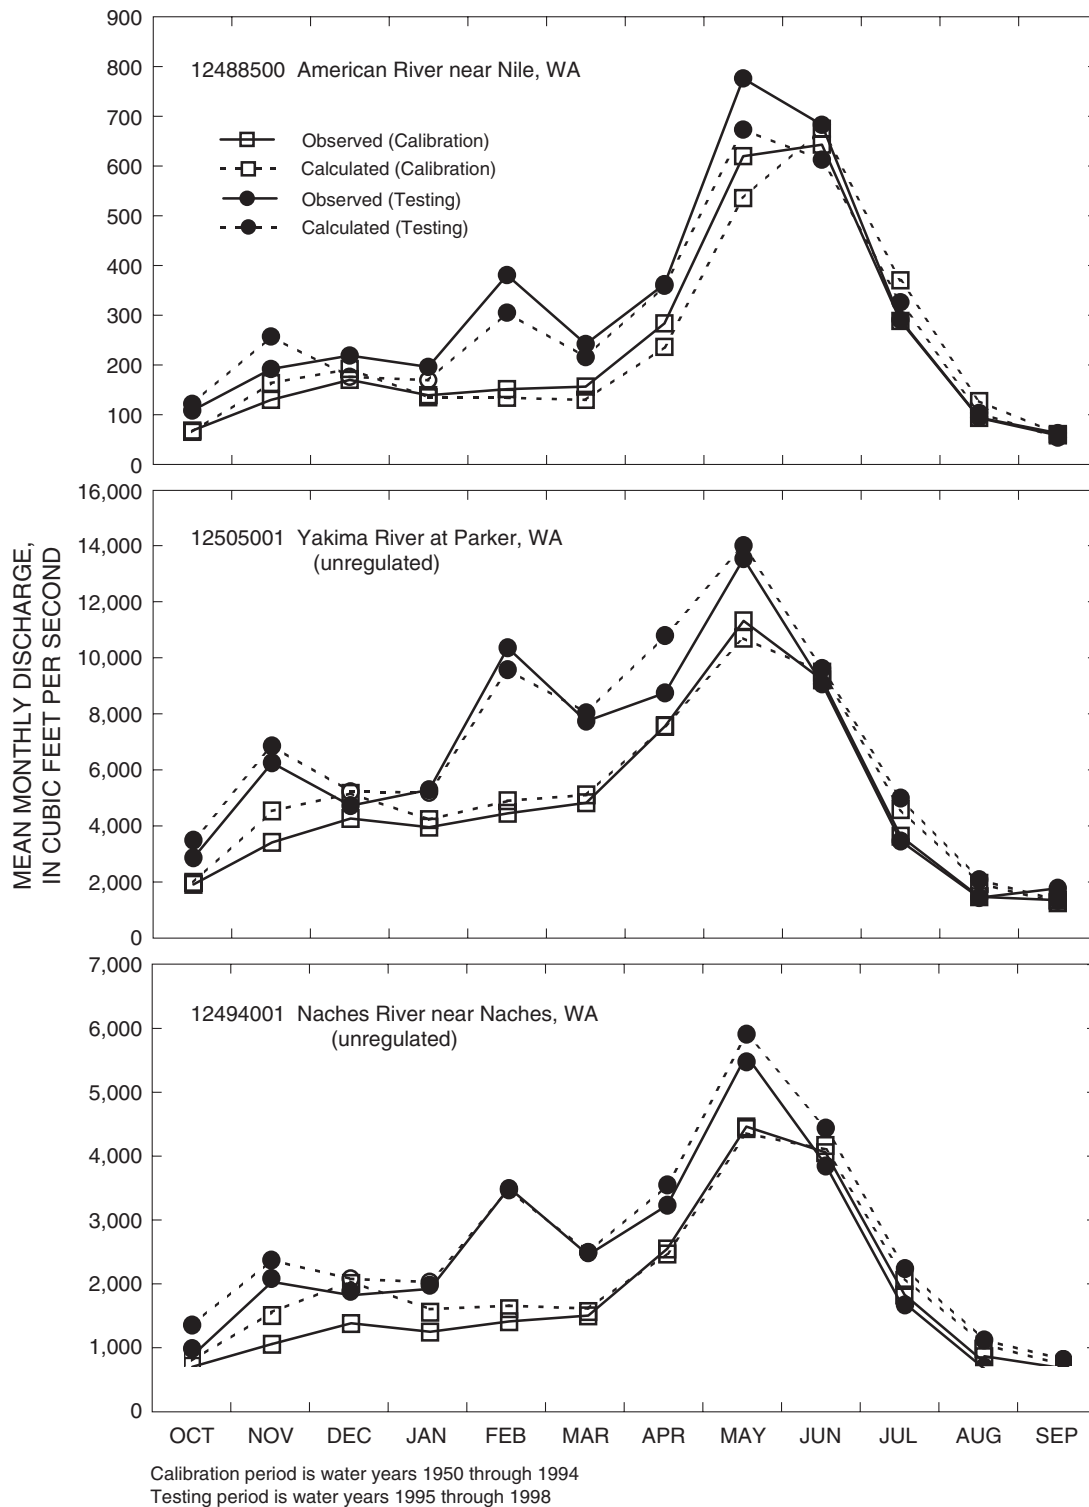 900
800
700
600
500
400
300
200
100
0
12488500 American River near Nile, WA
Observed (Calibration)
Calculated (Calibration)
Observed (Testing)
Calculated (Testing)
MEAN MONTHLY DISCHARGE,
IN CUBIC FEET PER SECOND
16,000
14,000
12,000
10,000
8,000
6,000
4,000
2,000
0
12505001 Yakima River at Parker, WA
(unregulated)
7,000
6,000
5,000
4,000
3,000
2,000
1,000
0
12494001 Naches River near Naches, WA
(unregulated)
OCT NOV DEC JAN FEB MAR APR MAY JUN JUL AUG SEP
Calibration period is water years 1950 through 1994
Testing period is water years 1995 through 1998